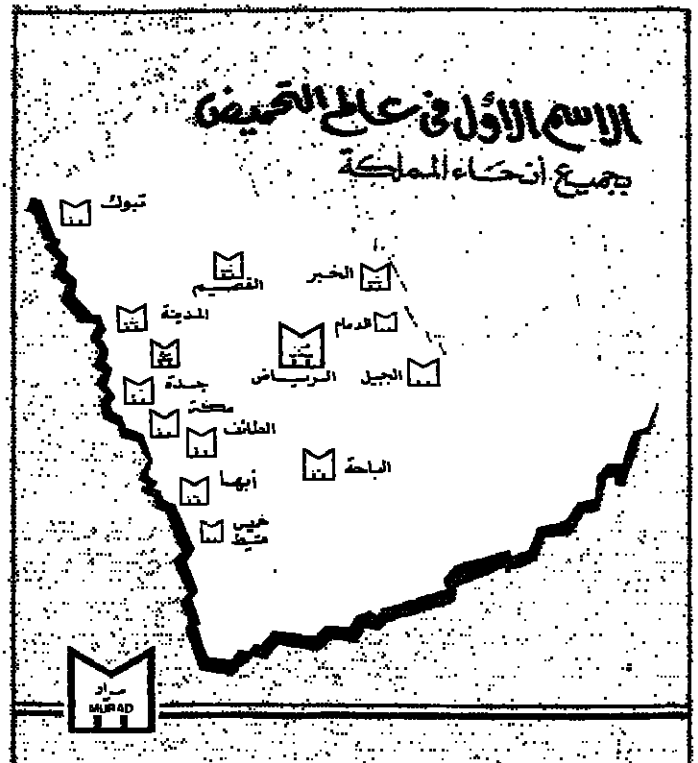 الاسم الأول في عالم التحميض
بجميع أنحاء المملكة
تبوك
القصيم
الخبر
المدينة
الدمام
الرياض
الجبيل
جدة
مكة
الطائف
الباحة
أبها
خميس
مشيط
مراد
MURAD